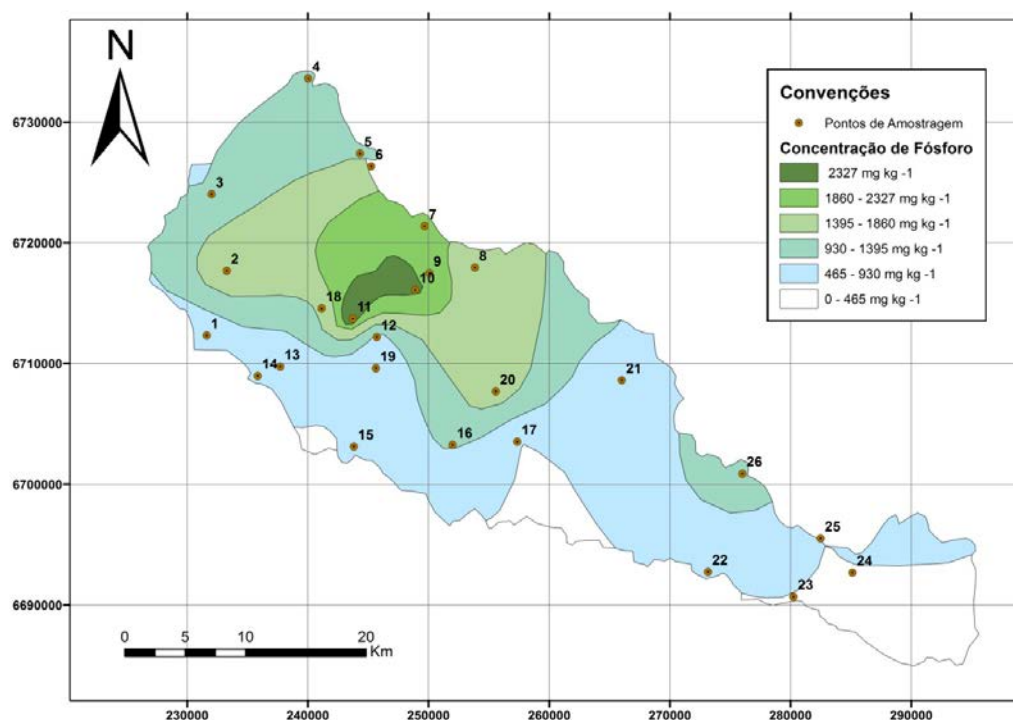 N
4
5
6
3
7
2
8
9
10
18
11
1
12
13
14
19
21
20
15
16
17
26
25
22
24
23
6730000
6720000
6710000
6700000
6690000
Convenções
Pontos de Amostragem
Concentração de Fósforo
2327 mg kg -1
1860 - 2327 mg kg -1
1395 - 1860 mg kg -1
930 - 1395 mg kg -1
465 - 930 mg kg -1
0 - 465 mg kg -1
0 5 10 20
Km
230000 240000 250000 260000 270000 280000 290000